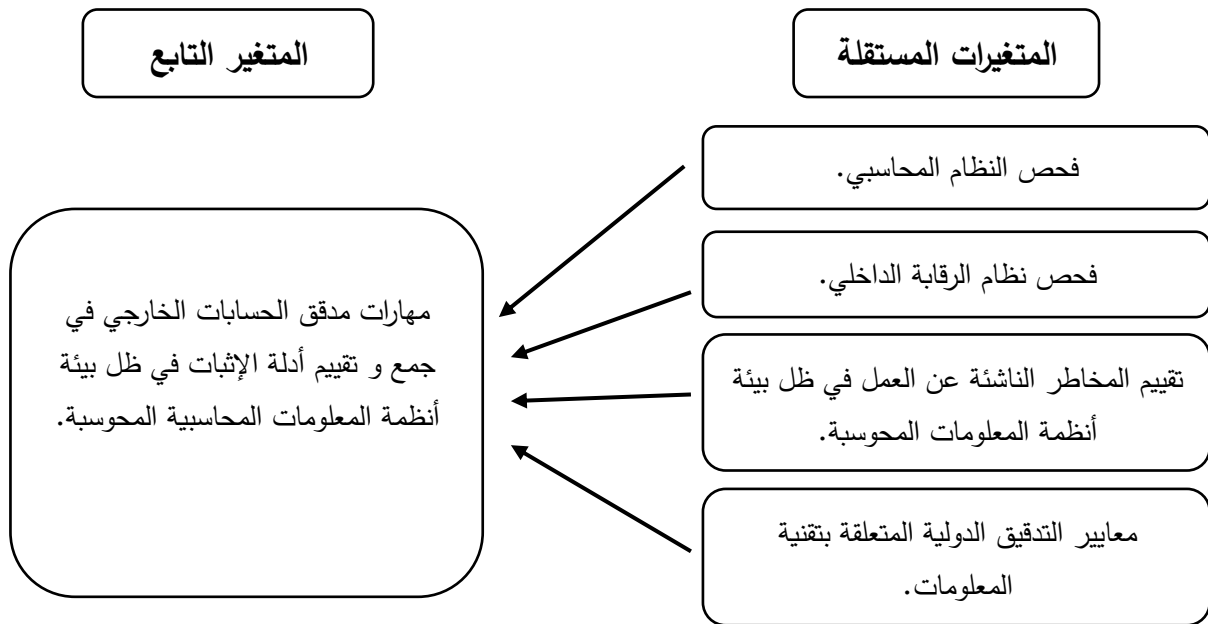 المتغيرات المستقلة
المتغير التابع
فحص النظام المحاسبي.
فحص نظام الرقابة الداخلي.
تقييم المخاطر الناشئة عن العمل في ظل بيئة
أنظمة المعلومات المحوسبة.
معايير التدقيق الدولية المتعلقة بتقنية
المعلومات.
مهارات مدقق الحسابات الخارجي في
جمع و تقييم أدلة الإثبات في ظل بيئة
أنظمة المعلومات المحاسبية المحوسبة.